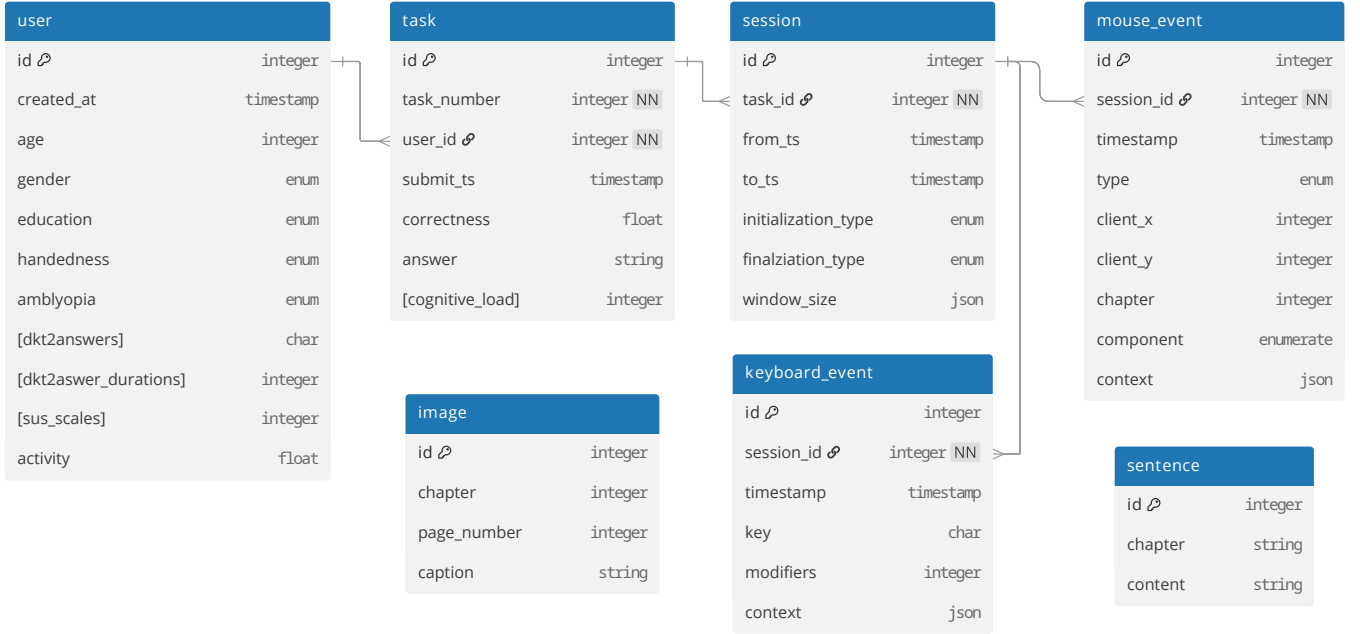 user
id integer
created_at timestamp
age integer
gender enum
education enum
handedness enum
amblyopia enum
[dkt2answers] char
[dkt2aswer_durations] integer
[sus_scales] integer
activity float
task
id integer
task_number integer NN
user_id integer NN
submit_ts timestamp
correctness float
answer string
[cognitive_load] integer
session
id integer
task_id integer NN
from_ts timestamp
to_ts timestamp
initialization_type enum
finalziation_type enum
window_size json
mouse_event
id integer
session_id integer NN
timestamp timestamp
type enum
client_x integer
client_y integer
chapter integer
component enumerate
context json
image
id integer
chapter integer
page_number integer
caption string
keyboard_event
id integer
session_id integer NN
timestamp timestamp
key char
modifiers integer
context json
sentence
id integer
chapter string
content string